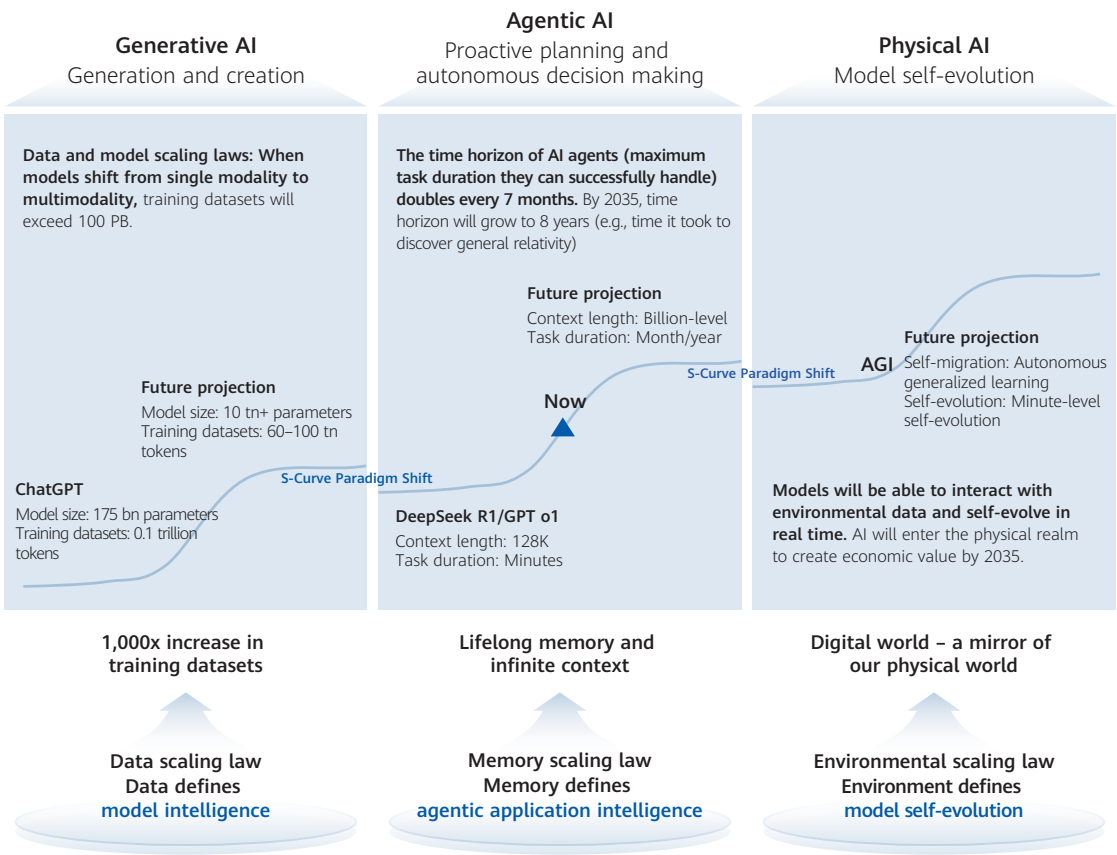 Generative AI
Generation and creation
Data and model scaling laws: When
models shift from single modality to
multimodality, training datasets will
exceed 100 PB.
Future projection
Model size: 10 tn+ parameters
Training datasets: 60–100 tn
tokens
S-Curve Paradigm Shift
ChatGPT
Model size: 175 bn parameters
Training datasets: 0.1 trillion
tokens
1,000x increase in
training datasets
Data scaling law
Data defines
model intelligence
Agentic AI
Proactive planning and
autonomous decision making
The time horizon of AI agents (maximum
task duration they can successfully handle)
doubles every 7 months. By 2035, time
horizon will grow to 8 years (e.g., time it took to
discover general relativity)
Future projection
Context length: Billion-level
Task duration: Month/year
S-Curve Paradigm Shift
Now
DeepSeek R1/GPT o1
Context length: 128K
Task duration: Minutes
Lifelong memory and
infinite context
Memory scaling law
Memory defines
agentic application intelligence
Physical AI
Model self-evolution
AGI
Future projection
Self-migration: Autonomous
generalized learning
Self-evolution: Minute-level
self-evolution
Models will be able to interact with
environmental data and self-evolve in
real time. AI will enter the physical realm
to create economic value by 2035.
Digital world – a mirror of
our physical world
Environmental scaling law
Environment defines
model self-evolution